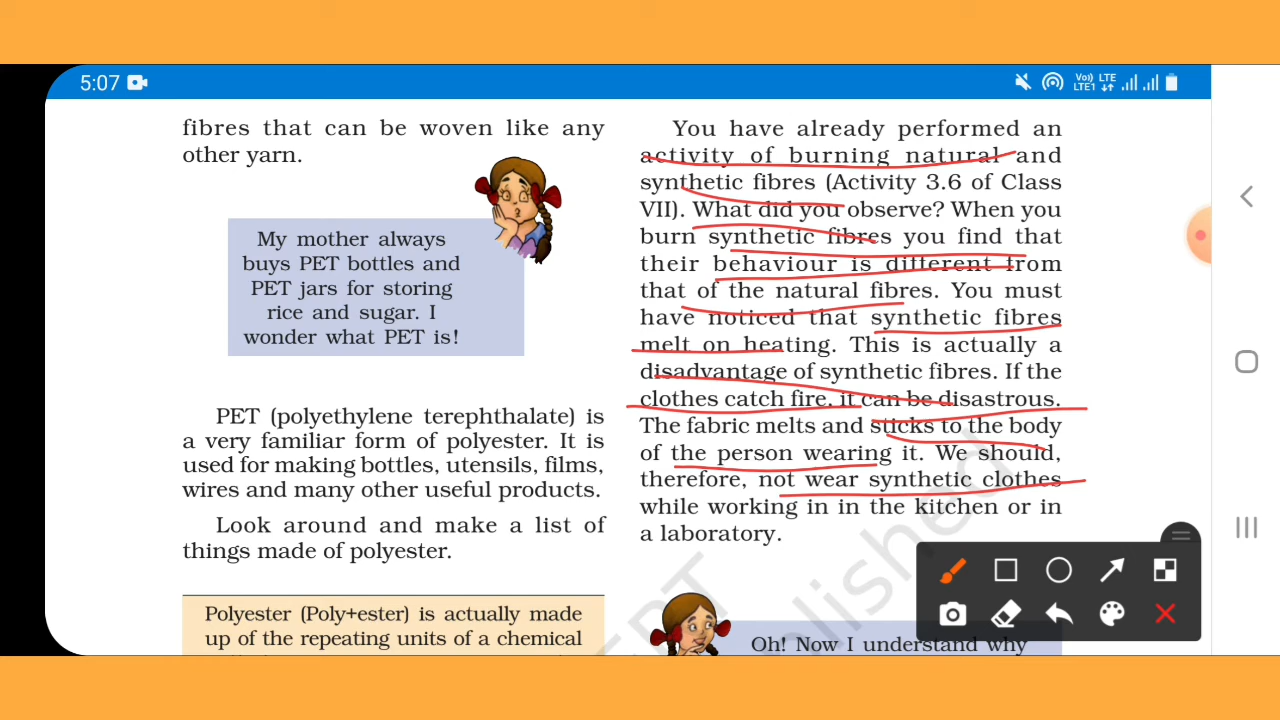 5:07
Vo)) LTE
LTE1
fibres that can be woven like any
other yarn.
My mother always
buys PET bottles and
PET jars for storing
rice and sugar. I
wonder what PET is!
PET (polyethylene terephthalate) is
a very familiar form of polyester. It is
used for making bottles, utensils, films,
wires and many other useful products.
Look around and make a list of
things made of polyester.
Polyester (Poly+ester) is actually made
up of the repeating units of a chemical
You have already performed an
activity of burning natural and
synthetic fibres (Activity 3.6 of Class
VII). What did you observe? When you
burn synthetic fibres you find that
their behaviour is different from
that of the natural fibres. You must
have noticed that synthetic fibres
melt on heating. This is actually a
disadvantage of synthetic fibres. If the
clothes catch fire, it can be disastrous.
The fabric melts and sticks to the body
of the person wearing it. We should,
therefore, not wear synthetic clothes
while working in in the kitchen or in
a laboratory.
Oh! Now I understand why